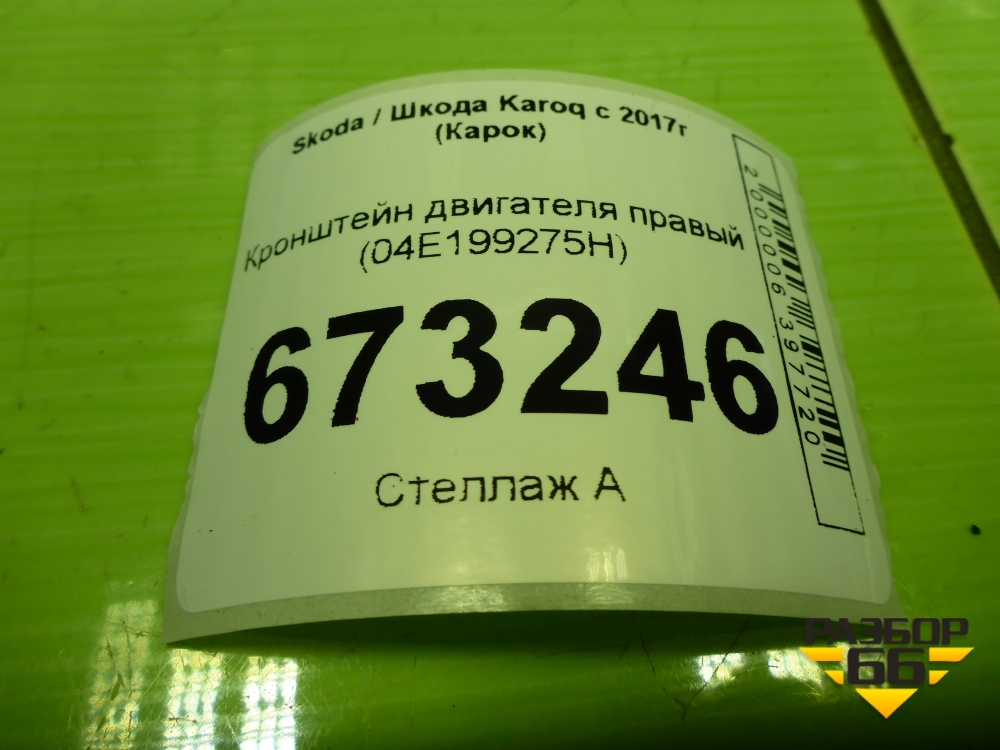 Skoda / Шкода Karoq с 2017г
(Карок)
Кронштейн двигателя правый
(04E199275H)
673246
Стеллаж А
2000006397720
РАЗБОР
66